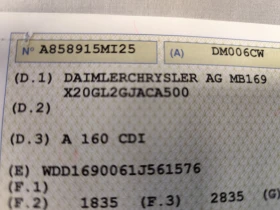 N° A858915MI25 (A) DM006CW
(D.1) DAIMLERCHRYSLER AG MB169
X20GL2GJACA500
(D.2)
(D.3) A 160 CDI
(E) WDD1690061J561576
(F.1)
(F.2) 1835 (F.3) 2835 (G)